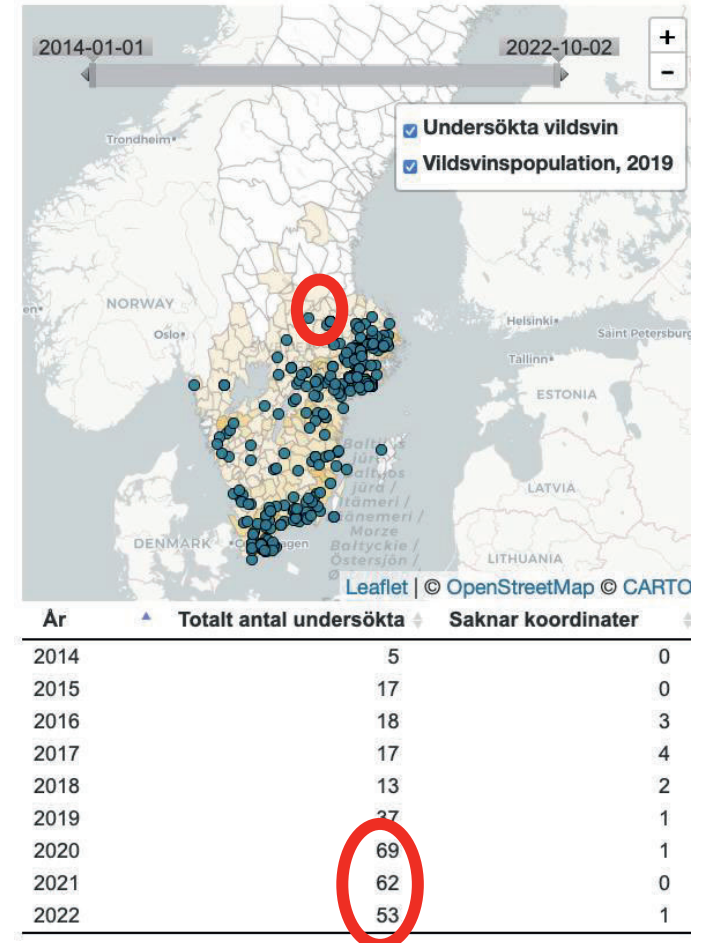 2014-01-01 2022-10-02
+
−
Undersökta vildsvin
Vildsvinspopulation, 2019
Trondheim
NORWAY
Oslo
Helsinki
Saint Petersburg
Tallinn
ESTONIA
LATVIA
DENMARK
LITHUANIA
Morze
Bałtyckie /
Östersjön /
Leaflet | © OpenStreetMap © CARTO
År Totalt antal undersökta Saknar koordinater
2014 5 0
2015 17 0
2016 18 3
2017 17 4
2018 13 2
2019 37 1
2020 69 1
2021 62 0
2022 53 1